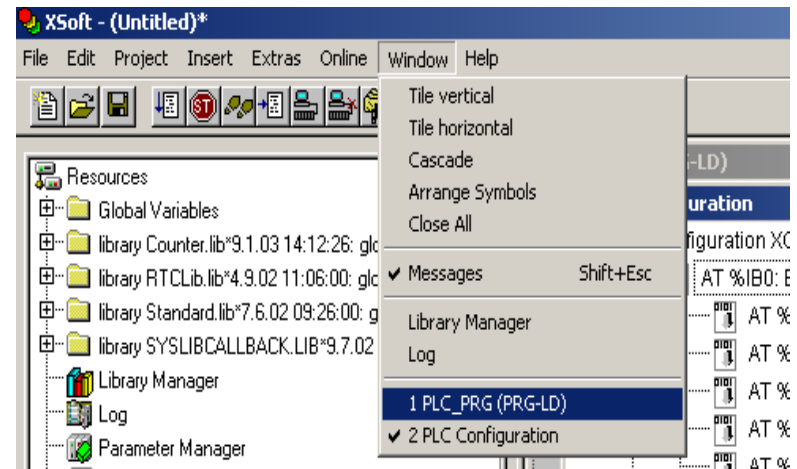 XSoft - (Untitled)*
File Edit Project Insert Extras Online Window Help
ST
Tile vertical
Tile horizontal
Cascade
Arrange Symbols
Close All
Messages Shift+Esc
Library Manager
Log
1 PLC_PRG (PRG-LD)
2 PLC Configuration
Resources
Global Variables
library Counter.lib*9.1.03 14:12:26: glo
library RTCLib.lib*4.9.02 11:06:00: glo
library Standard.lib*7.6.02 09:26:00: g
library SYSLIBCALLBACK.LIB*9.7.02
Library Manager
Log
Parameter Manager
-LD)
uration
figuration XC
AT %IB0: B
AT %
AT %
AT %
AT %
AT %